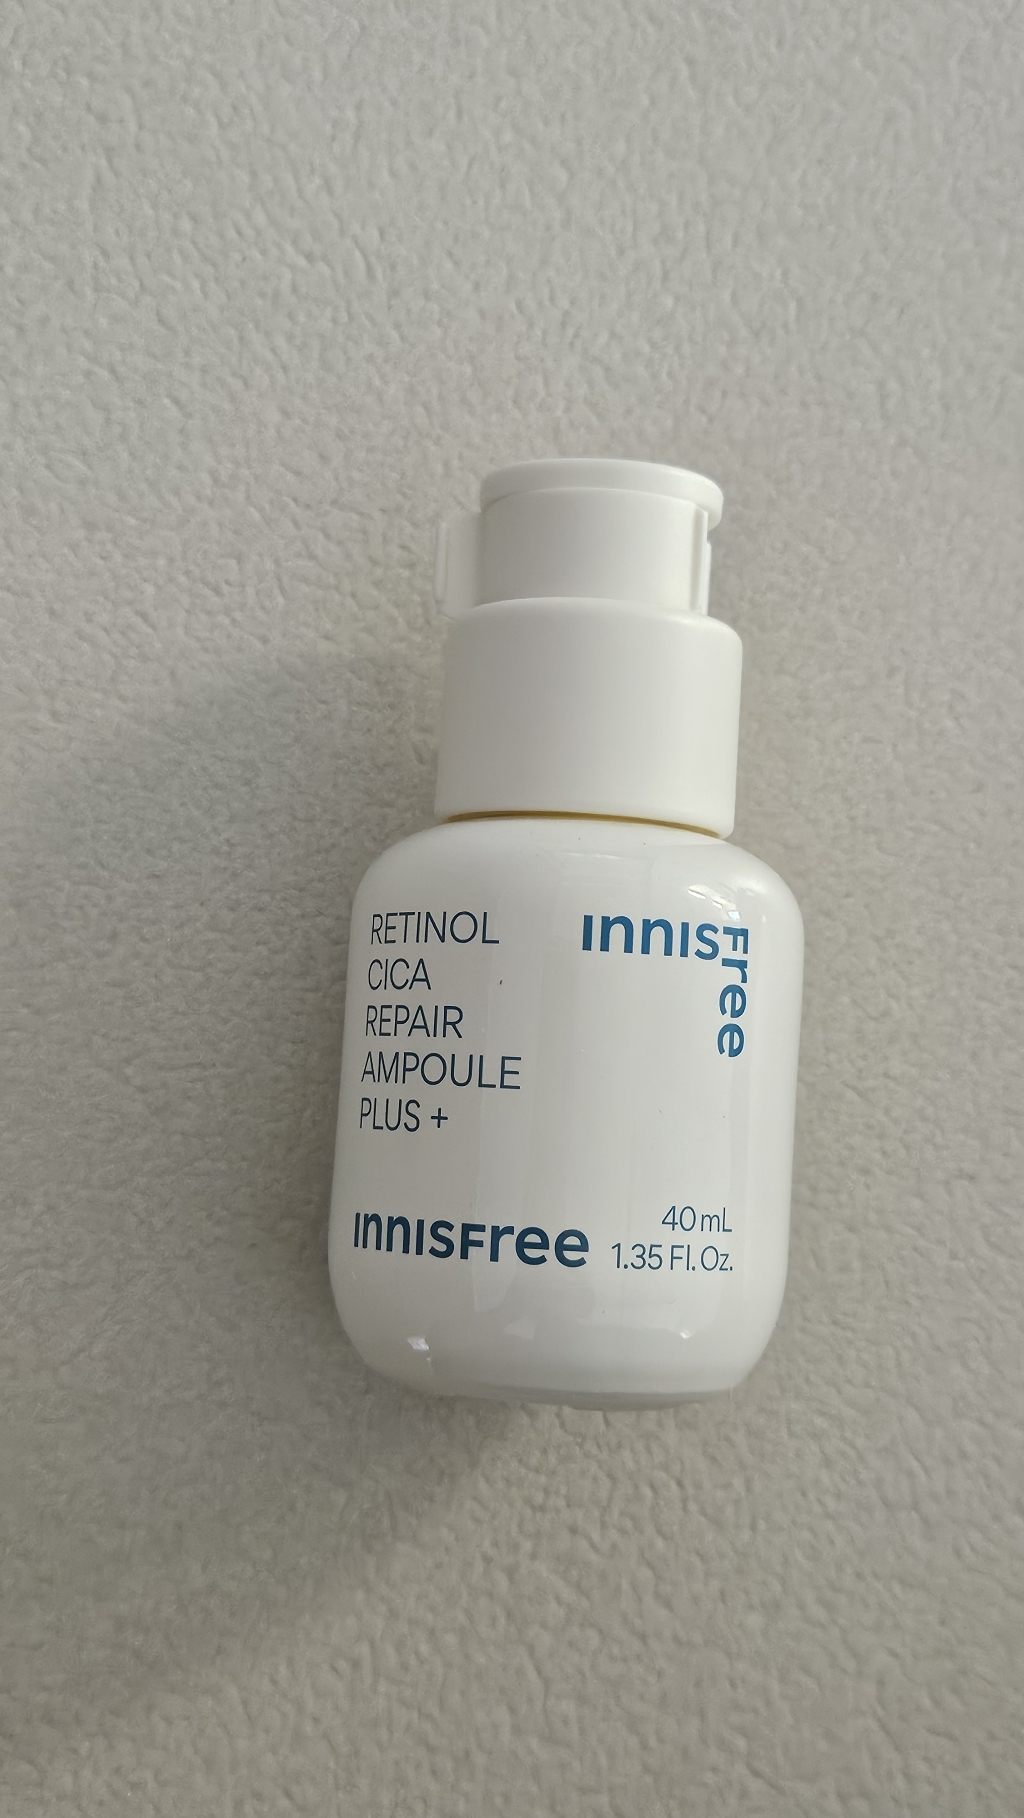 RETINOL
CICA
REPAIR
AMPOULE
PLUS +
INNISFree
INNISFree
40 mL
1.35 Fl. Oz.